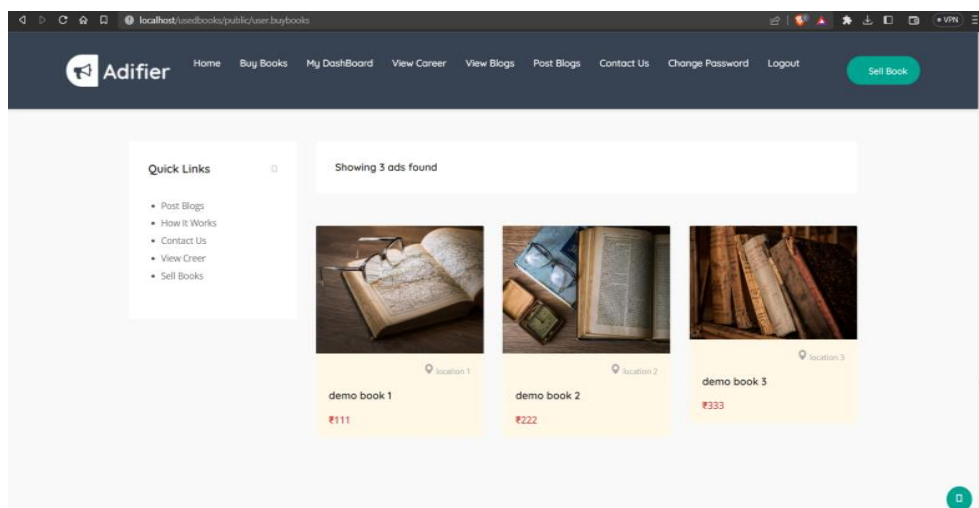 localhost/usedbooks/public/user.buybooks
VPN
Adifier
Home Buy Books My DashBoard View Career View Blogs Post Blogs Contact Us Change Password Logout
Sell Book
Quick Links
Post Blogs
How It Works
Contact Us
View Creer
Sell Books
Showing 3 ads found
location 1
demo book 1
₹111
location 2
demo book 2
₹222
location 3
demo book 3
₹333